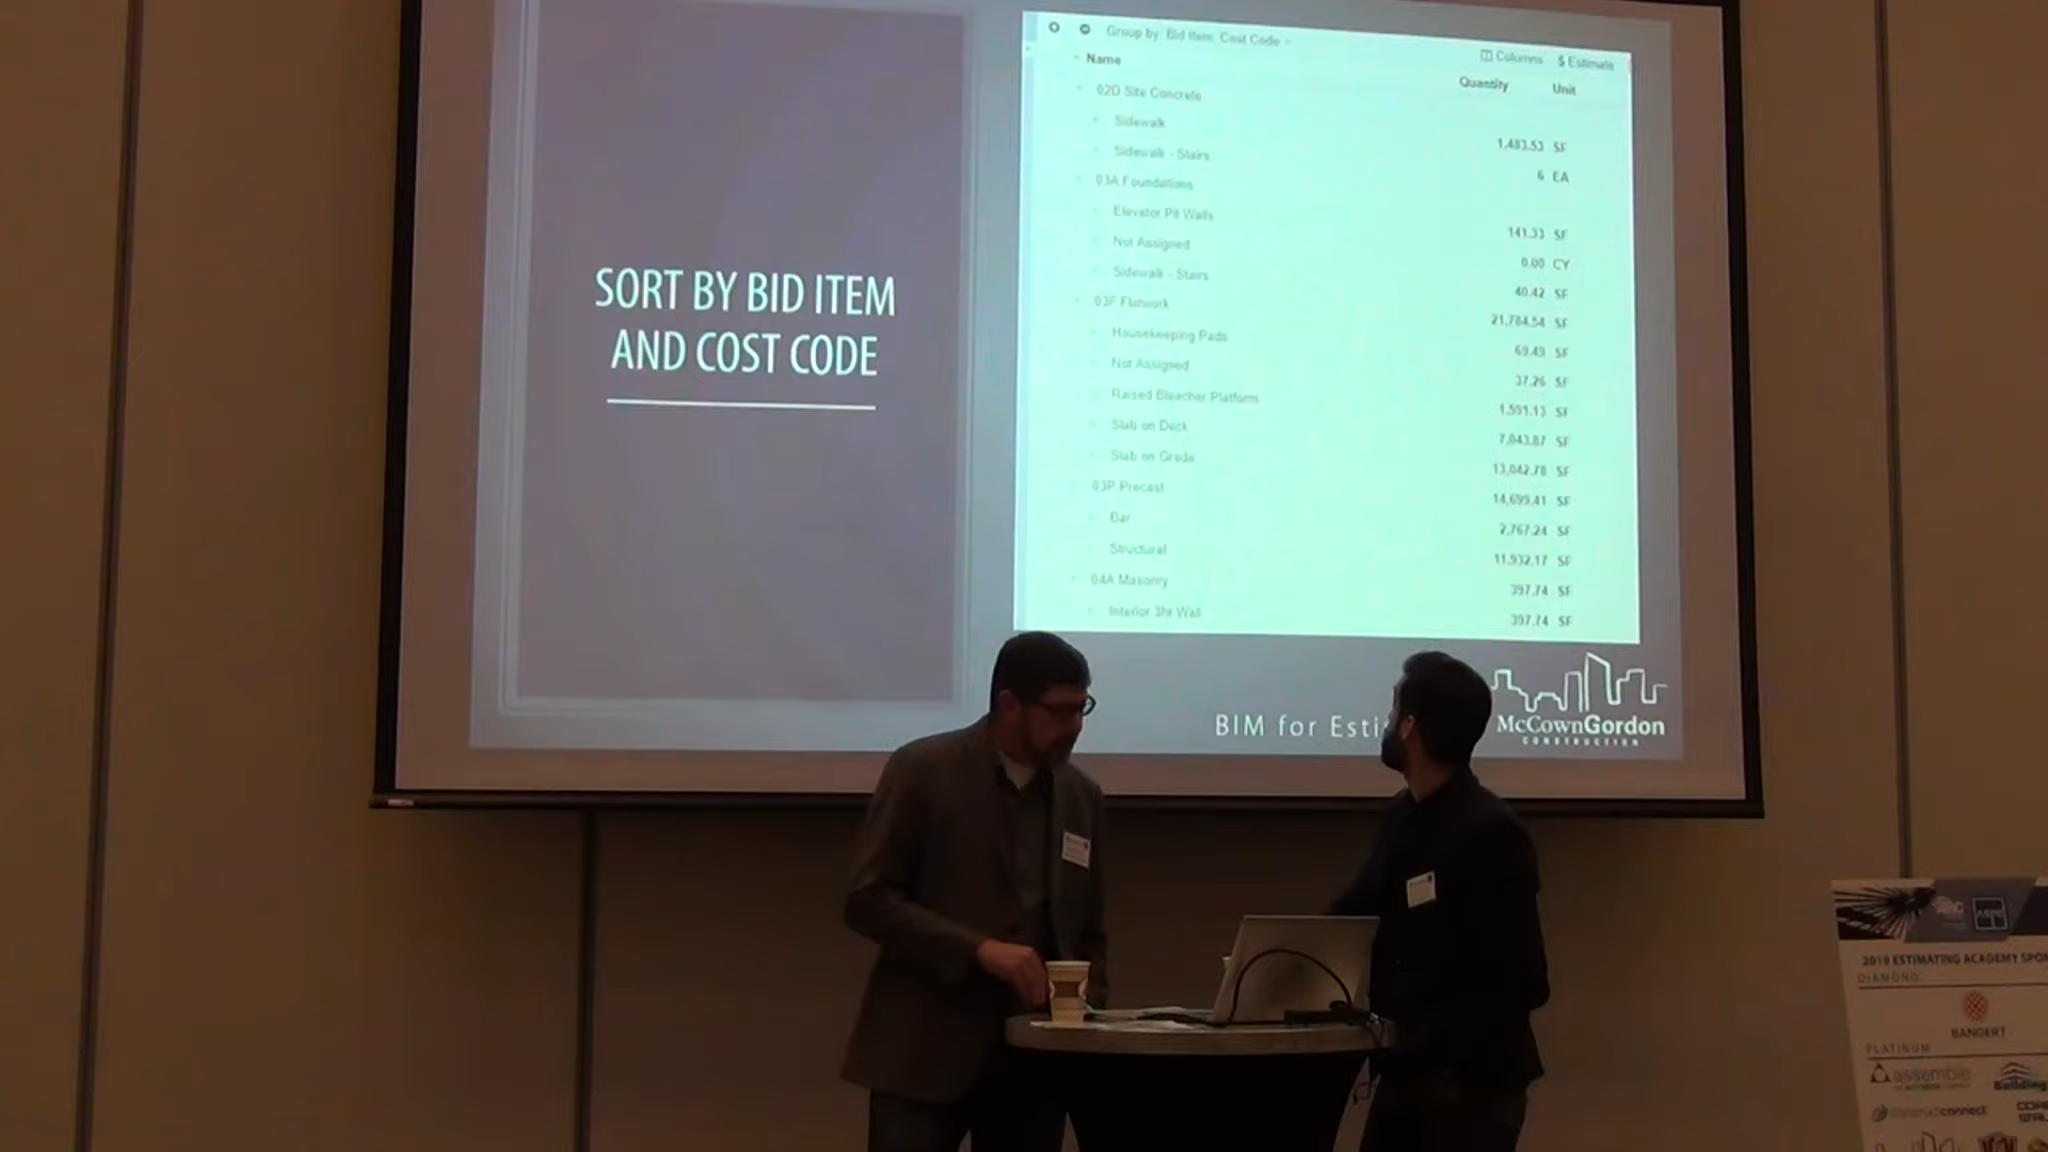 Group by: Bid Item: Cost Code
Columns $ Estimate
Name Quantity Unit
02D Site Concrete
Sidewalk 1,483.53 SF
Sidewalk - Stairs 6 EA
03A Foundations
Elevator Pit Walls 141.33 SF
Not Assigned 0.00 CY
Sidewalk - Stairs 40.42 SF
03F Flatwork 21,784.54 SF
Housekeeping Pads 69.49 SF
Not Assigned 37.26 SF
Raised Bleacher Platform 1,591.13 SF
Slab on Deck 7,043.87 SF
Slab on Grade 13,042.78 SF
03P Precast 14,699.41 SF
Bar 2,767.24 SF
Structural 11,932.17 SF
04A Masonry 397.74 SF
Interior 3hr Wall 397.74 SF
SORT BY BID ITEM
AND COST CODE
BIM for Esti
McCownGordon
CONSTRUCTION
2019 ESTIMATING ACADEMY SPO
DIAMOND
BANGERT
PLATINUM
assemble
Building
constructconnect